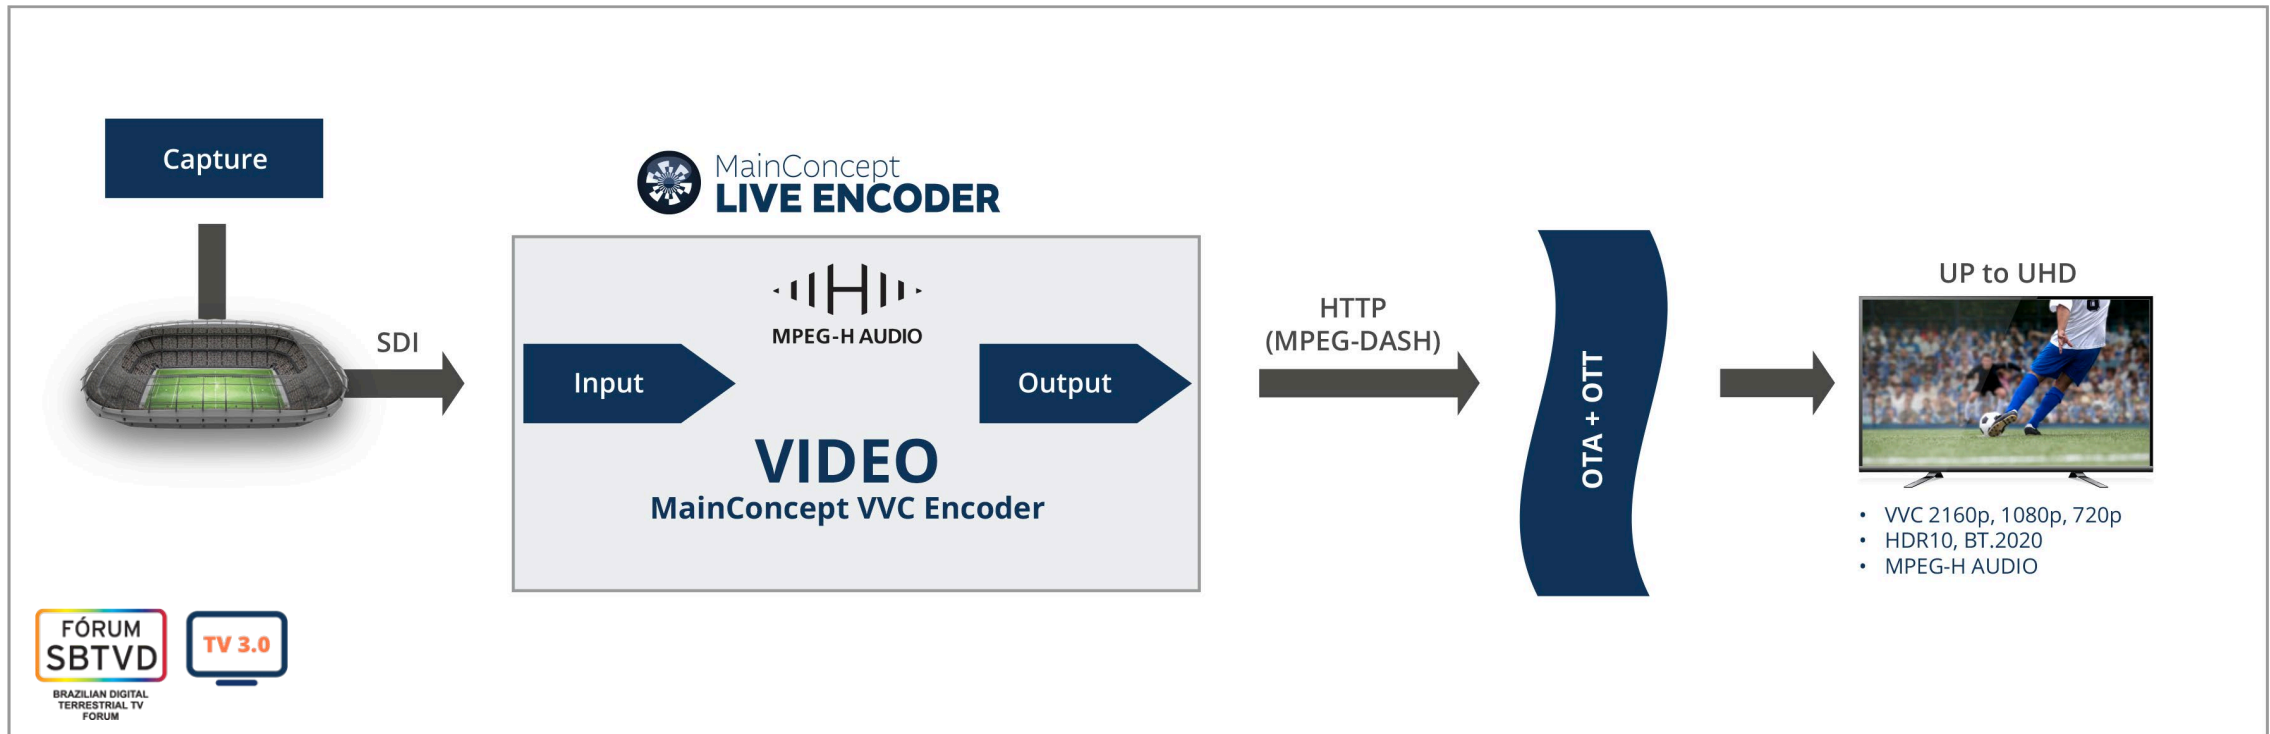 Capture
SDI
MainConcept
LIVE ENCODER
MPEG-H AUDIO
Input
Output
VIDEO
MainConcept VVC Encoder
HTTP
(MPEG-DASH)
OTA + OTT
UP to UHD
• VVC 2160p, 1080p, 720p
• HDR10, BT.2020
• MPEG-H AUDIO
FÓRUM
SBTVD
BRAZILIAN DIGITAL
TERRESTRIAL TV
FORUM
TV 3.0